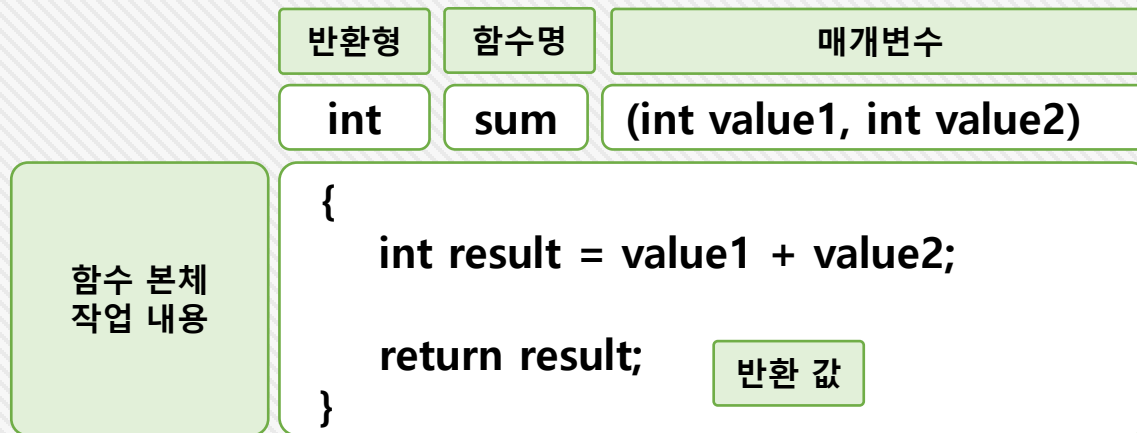 반환형 함수명 매개변수
int sum (int value1, int value2)
{
int result = value1 + value2;
함수 본체
작업 내용
return result; 반환 값
}